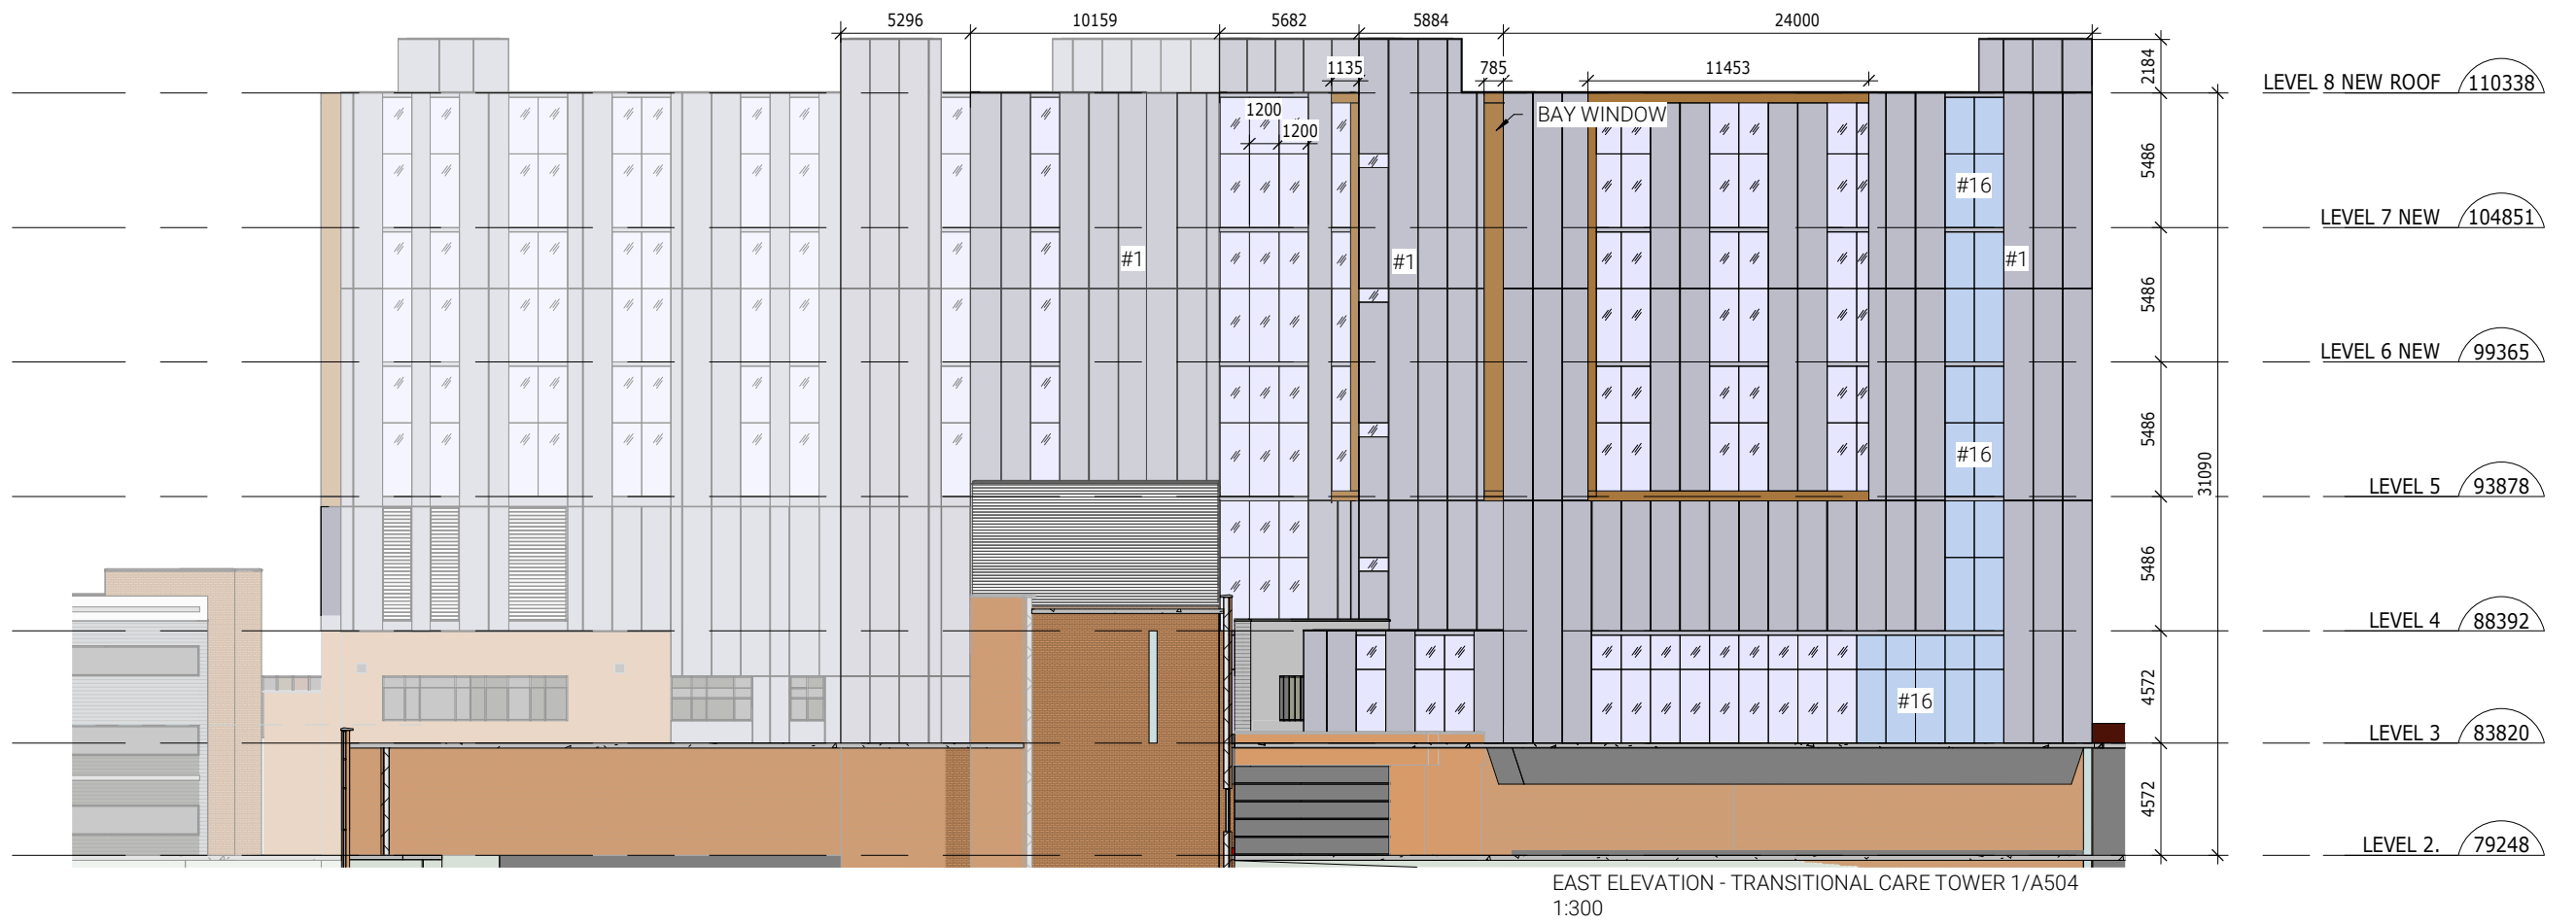 5296
10159
5682
5884
24000
1135
785
11453
2184
LEVEL 8 NEW ROOF 110338
1200
1200
BAY WINDOW
5486
#16
LEVEL 7 NEW 104851
#1
#1
#1
5486
LEVEL 6 NEW 99365
5486
#16
31090
LEVEL 5 93878
5486
LEVEL 4 88392
4572
#16
LEVEL 3 83820
4572
LEVEL 2. 79248
EAST ELEVATION - TRANSITIONAL CARE TOWER 1/A504
1:300